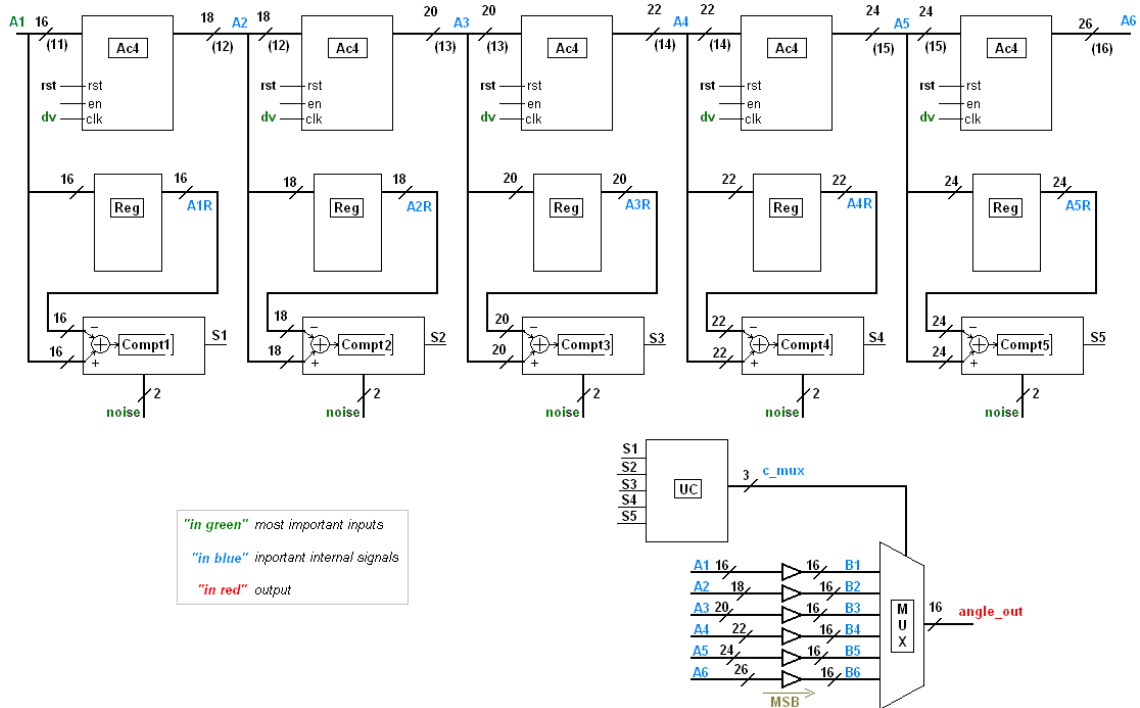 A1 16 (11) Ac4 18 (12) A2 18 (12) Ac4 20 (13) A3 20 (13) Ac4 22 (14) A4 22 (14) Ac4 24 (15) A5 24 (15) Ac4 26 (16) A6
rst rst rst rst rst rst rst rst rst rst
en en en en en
dv clk dv clk dv clk dv clk dv clk
16 Reg 16 A1R 18 Reg 18 A2R 20 Reg 20 A3R 22 Reg 22 A4R 24 Reg 24 A5R
16 − S1 18 − S2 20 − S3 22 − S4 24 − S5
Compt1 Compt2 Compt3 Compt4 Compt5
16 + 18 + 20 + 22 + 24 +
2 2 2 2 2
noise noise noise noise noise
S1
S2
S3
S4
S5
UC
3 c_mux
"in green" most important inputs
"in blue" inportant internal signals
"in red" output
A1 16 16 B1
A2 18 16 B2
A3 20 16 B3
A4 22 16 B4
A5 24 16 B5
A6 26 16 B6
MSB
M
U
X
16 angle_out